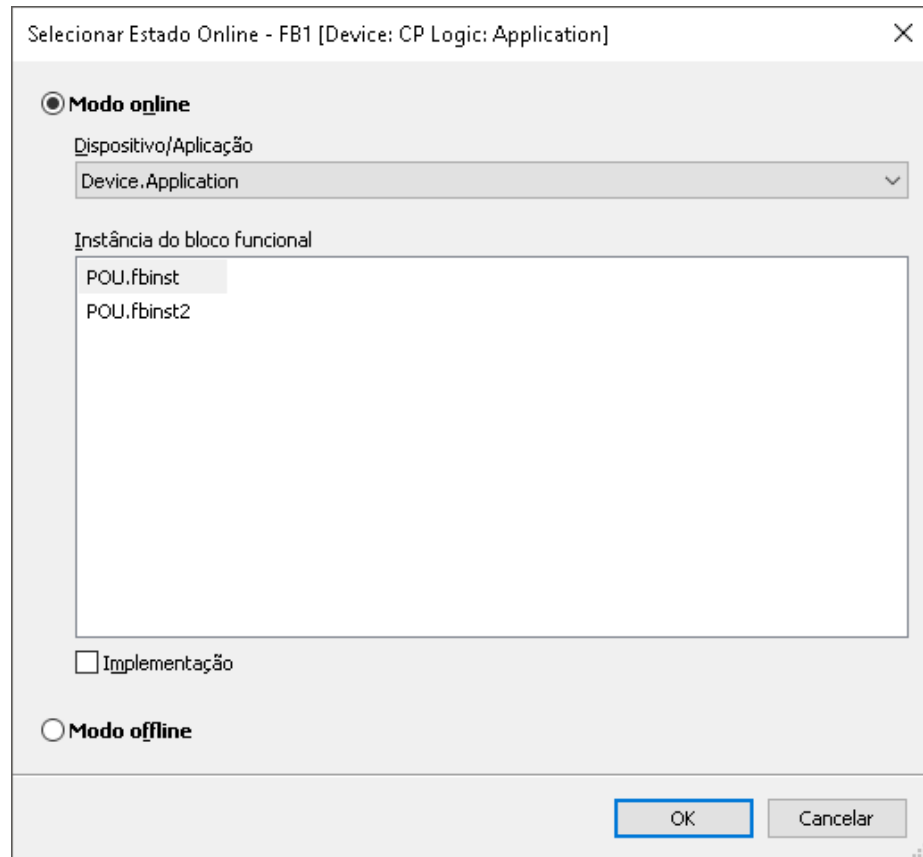 Selecionar Estado Online - FB1 [Device: CP Logic: Application]
Modo online
Dispositivo/Aplicação
Device.Application
Instância do bloco funcional
POU.fbinst
POU.fbinst2
Implementação
Modo offline
OK Cancelar